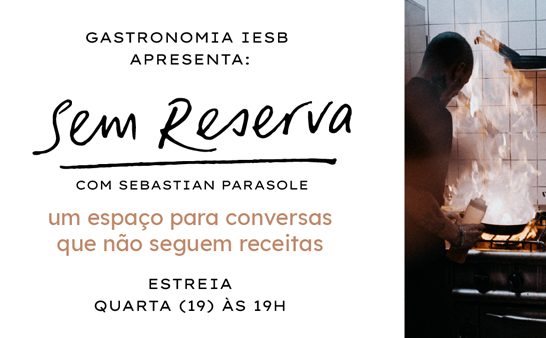 GASTRONOMIA IESB
APRESENTA:
Sem Reserva
COM SEBASTIAN PARASOLE
um espaço para conversas
que não seguem receitas
ESTREIA
QUARTA (19) ÀS 19H